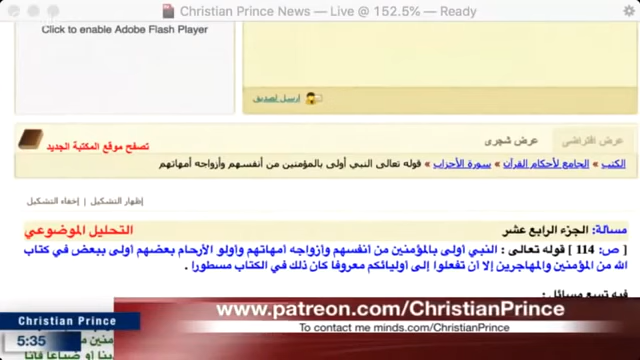 Christian Prince News — Live @ 152.5% — Ready
Click to enable Adobe Flash Player
إرسل لصديق
عرض افتراضي عرض شجري
تصفح موقع المكتبة الجديد
الكتب » الجامع لأحكام القرآن » سورة الأحزاب » قوله تعالى النبي أولى بالمؤمنين من أنفسهم وأزواجه أمهاتهم
إظهار التشكيل | إخفاء التشكيل
مسألة: الجزء الرابع عشر التحليل الموضوعي
[ ص: 114 ] قوله تعالى : النبي أولى بالمؤمنين من أنفسهم وأزواجه أمهاتهم وأولو الأرحام بعضهم أولى ببعض في كتاب
الله من المؤمنين والمهاجرين إلا أن تفعلوا إلى أوليائكم معروفا كان ذلك في الكتاب مسطورا .
فيه تسع مسائل :
www.patreon.com/ChristianPrince
To contact me minds.com/ChristianPrince
Christian Prince
5:35